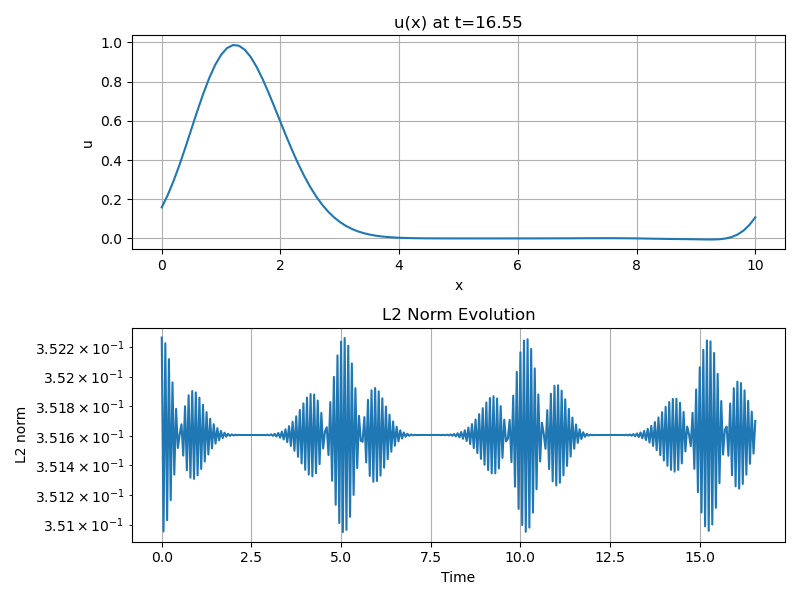 u(x) at t=16.55
1.0
0.8
0.6
0.4
0.2
0.0
u
0 2 4 6 8 10
x
L2 Norm Evolution
3.522 × 10⁻¹
3.52 × 10⁻¹
3.518 × 10⁻¹
3.516 × 10⁻¹
3.514 × 10⁻¹
3.512 × 10⁻¹
3.51 × 10⁻¹
L2 norm
0.0 2.5 5.0 7.5 10.0 12.5 15.0
Time